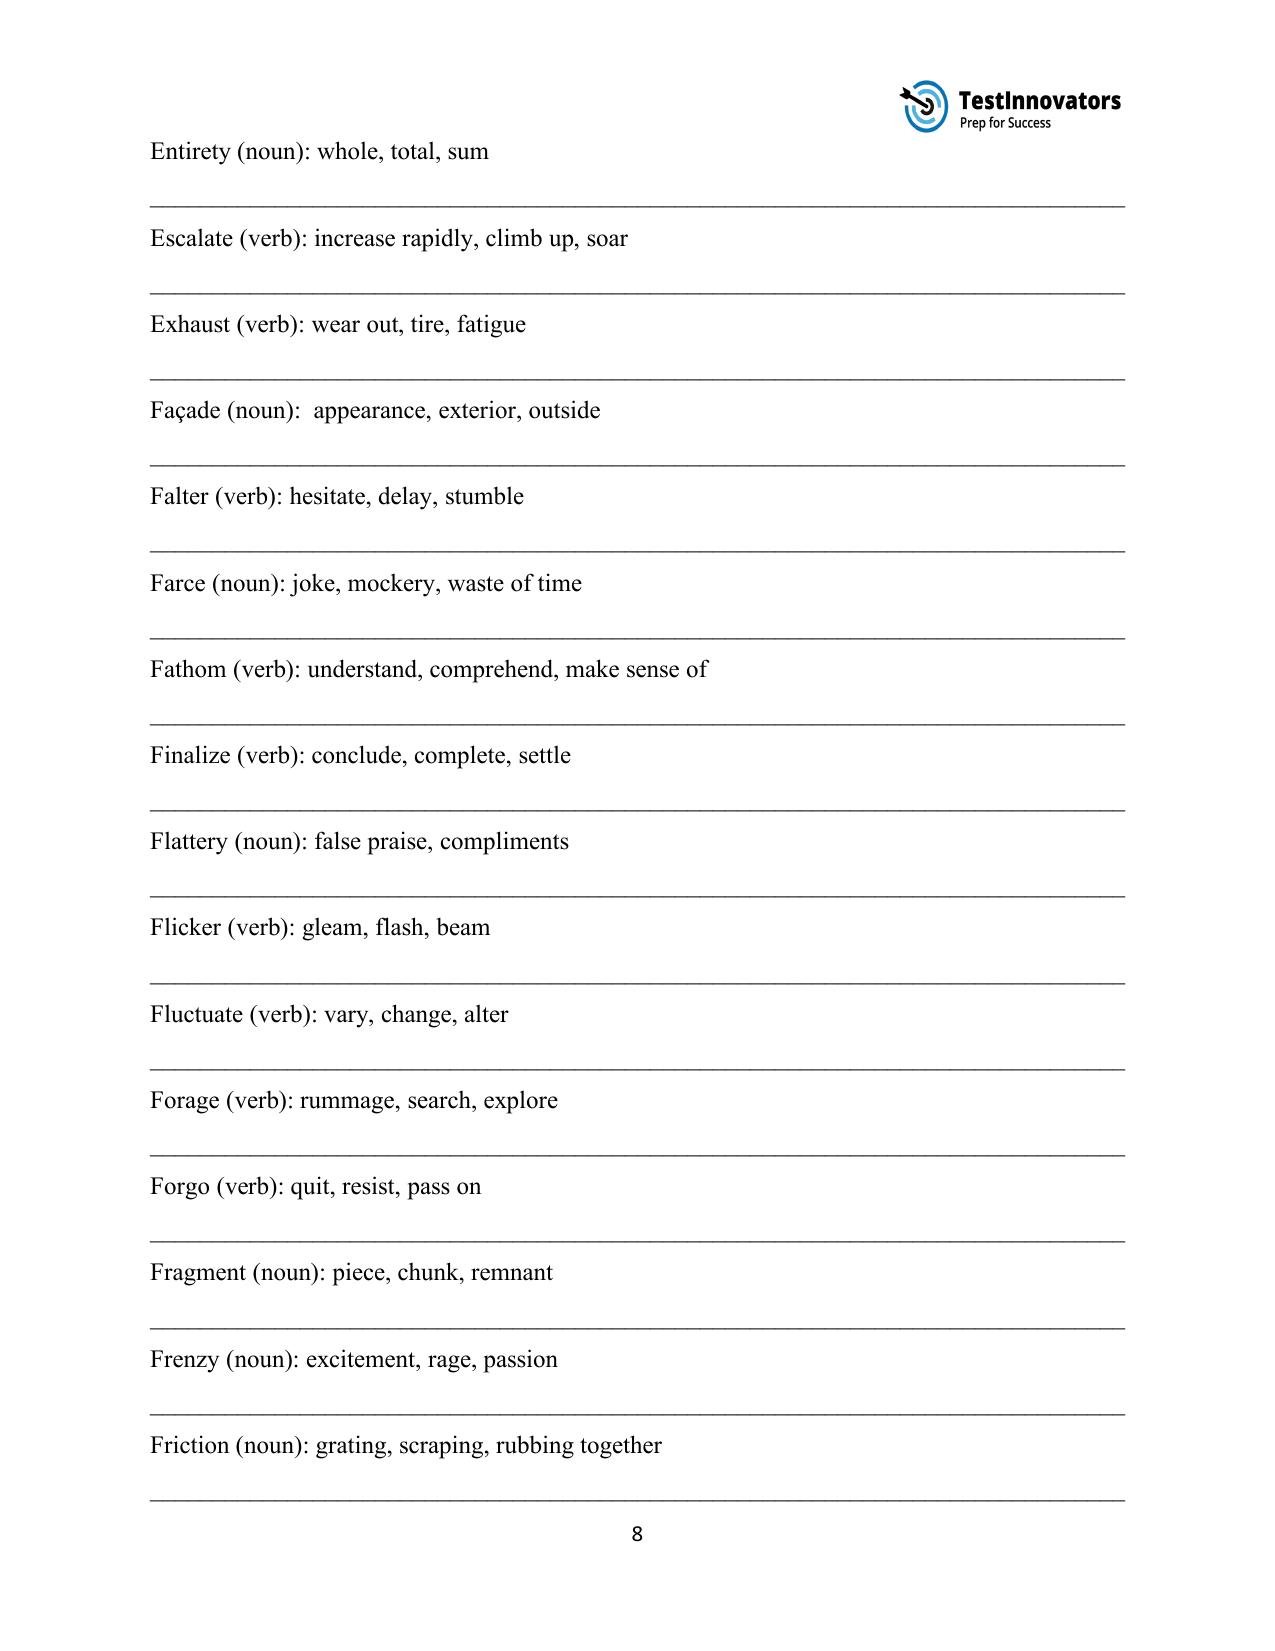 TestInnovators
Prep for Success
Entirety (noun): whole, total, sum
Escalate (verb): increase rapidly, climb up, soar
Exhaust (verb): wear out, tire, fatigue
Façade (noun):  appearance, exterior, outside
Falter (verb): hesitate, delay, stumble
Farce (noun): joke, mockery, waste of time
Fathom (verb): understand, comprehend, make sense of
Finalize (verb): conclude, complete, settle
Flattery (noun): false praise, compliments
Flicker (verb): gleam, flash, beam
Fluctuate (verb): vary, change, alter
Forage (verb): rummage, search, explore
Forgo (verb): quit, resist, pass on
Fragment (noun): piece, chunk, remnant
Frenzy (noun): excitement, rage, passion
Friction (noun): grating, scraping, rubbing together
8